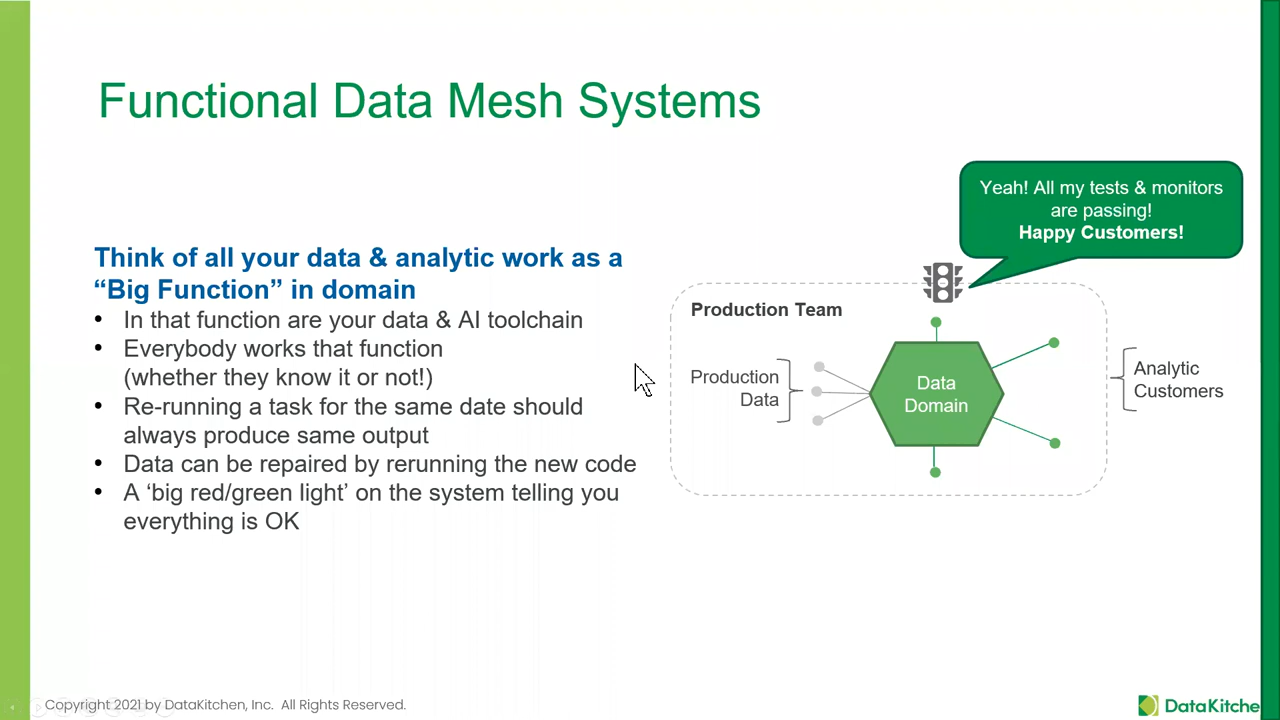 Functional Data Mesh Systems
Yeah! All my tests & monitors
are passing!
Happy Customers!
Think of all your data & analytic work as a
“Big Function” in domain
• In that function are your data & AI toolchain
• Everybody works that function
(whether they know it or not!)
• Re-running a task for the same date should
always produce same output
• Data can be repaired by rerunning the new code
• A ‘big red/green light’ on the system telling you
everything is OK
Production Team
Production
Data
Data
Domain
Analytic
Customers
Copyright 2021 by DataKitchen, Inc. All Rights Reserved.
DataKitche